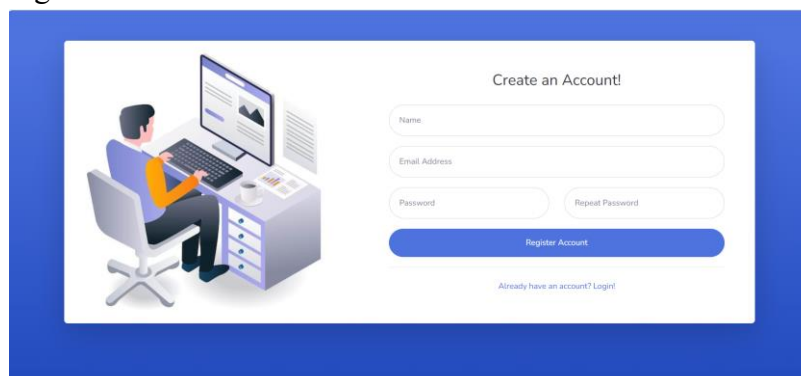 Create an Account!
Name
Email Address
Password Repeat Password
Register Account
Already have an account? Login!